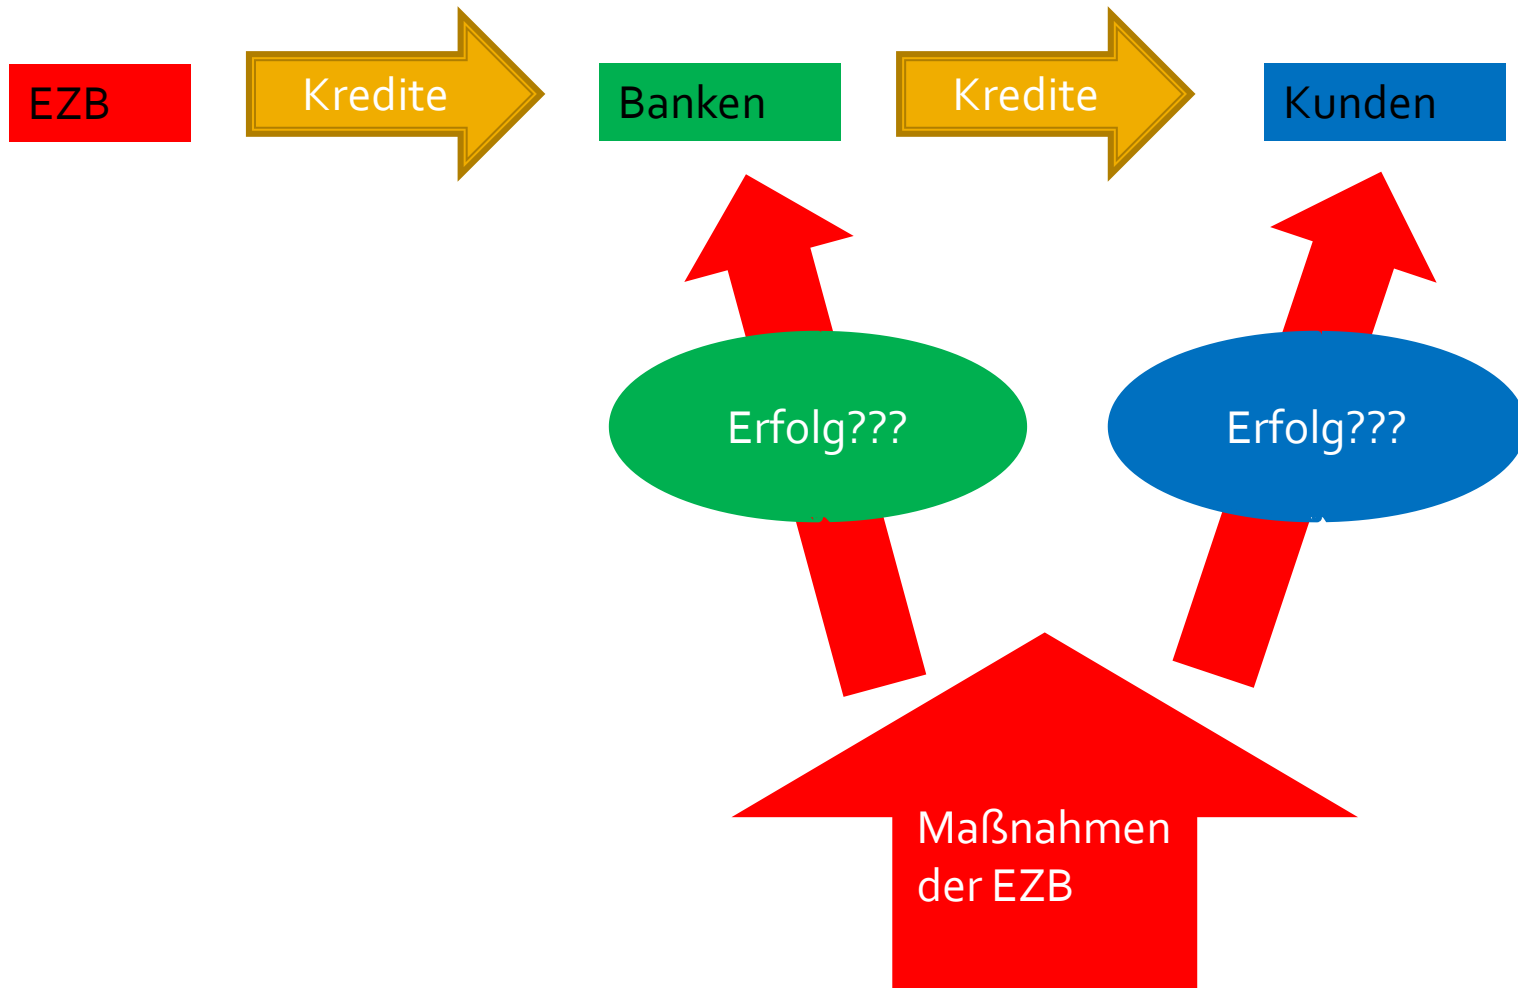 EZB
Kredite
Banken
Kredite
Kunden
Erfolg???
Erfolg???
Maßnahmen
der EZB